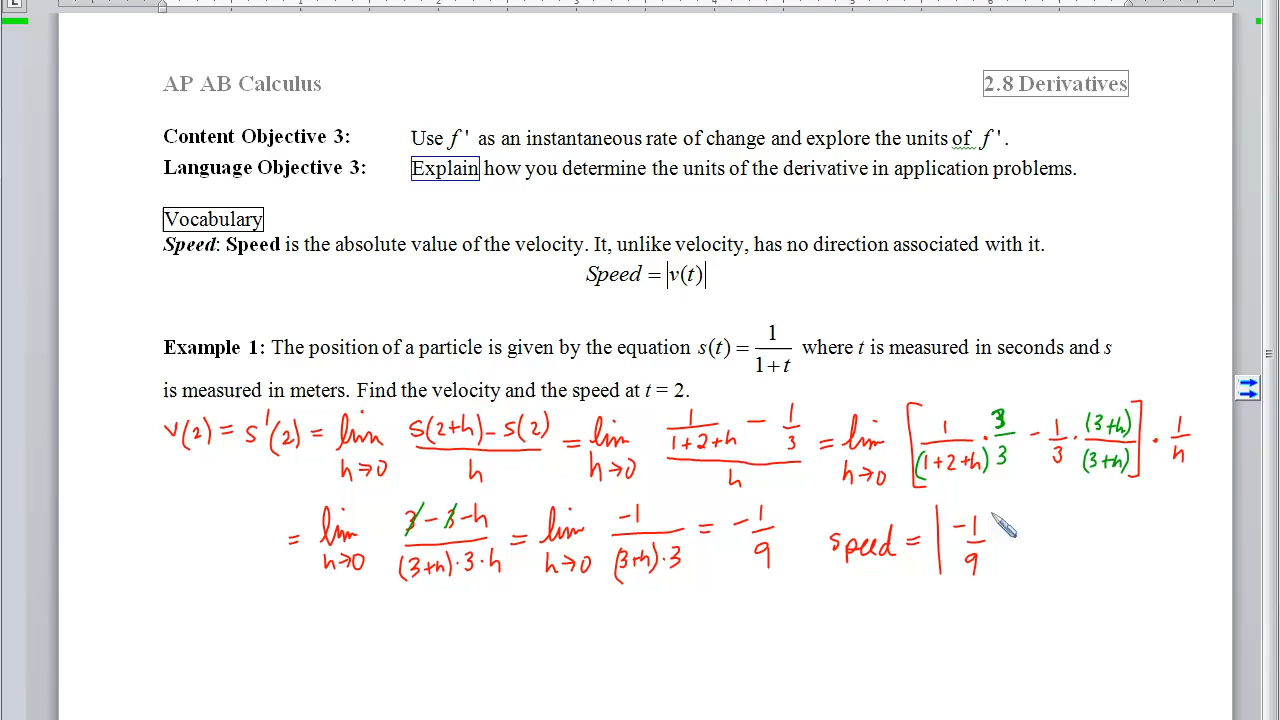 AP AB Calculus 2.8 Derivatives
Content Objective 3: Use f ' as an instantaneous rate of change and explore the units of f '.
Language Objective 3: Explain how you determine the units of the derivative in application problems.
Vocabulary
Speed: Speed is the absolute value of the velocity. It, unlike velocity, has no direction associated with it.
Speed = |v(t)|
Example 1: The position of a particle is given by the equation s(t) = 1/(1+t) where t is measured in seconds and s
is measured in meters. Find the velocity and the speed at t = 2.
v(2) = s'(2) = lim h→0 (s(2+h) – s(2))/h = lim h→0 (1/(1+2+h) – 1/3)/h = lim h→0 [1/(1+2+h) · 3/3 – 1/3 · (3+h)/(3+h)] · 1/h
= lim h→0 (3 – 3 – h)/((3+h)·3·h) = lim h→0 -1/((3+h)·3) = -1/9 speed = | -1/9